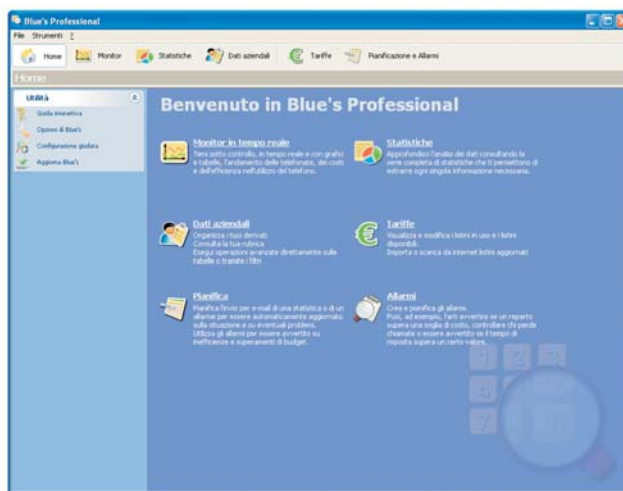 Blue's Professional
File Strumenti ?
Home Monitor Statistiche Dati aziendali Tariffe Pianificazione e Allarmi
Home
Utilità
Guida interattiva
Opzioni di Blue's
Configurazione guidata
Aggiorna Blue's
Benvenuto in Blue's Professional
Monitor in tempo reale
Tieni sotto controllo, in tempo reale e con grafici
e tabelle, l'andamento delle telefonate, dei costi
e dell'efficienza nell'utilizzo del telefono.
Statistiche
Approfondisci l'analisi dei dati consultando la
serie completa di statistiche che ti permettono di
estrarre ogni singola informazione necessaria.
Dati aziendali
Organizza i tuoi derivati
Consulta la tua rubrica
Esegui operazioni avanzate direttamente sulle
tabelle o tramite i filtri
Tariffe
Visualizza e modifica i listini in uso e i listini
disponibili.
Importa o scarica da internet listini aggiornati
Pianifica
Pianifica l'invio per e-mail di una statistica o di un
allarme per essere automaticamente aggiornato
sulla situazione e su eventuali problemi.
Utilizza gli allarmi per essere avvertito su
inefficienze e superamenti di budget.
Allarmi
Crea e pianifica gli allarmi.
Puoi, ad esempio, farti avvertire se un reparto
supera una soglia di costo, controllare chi perde
chiamate o essere avvertito se il tempo di
risposta supera un certo valore.
1 2 3
4
7